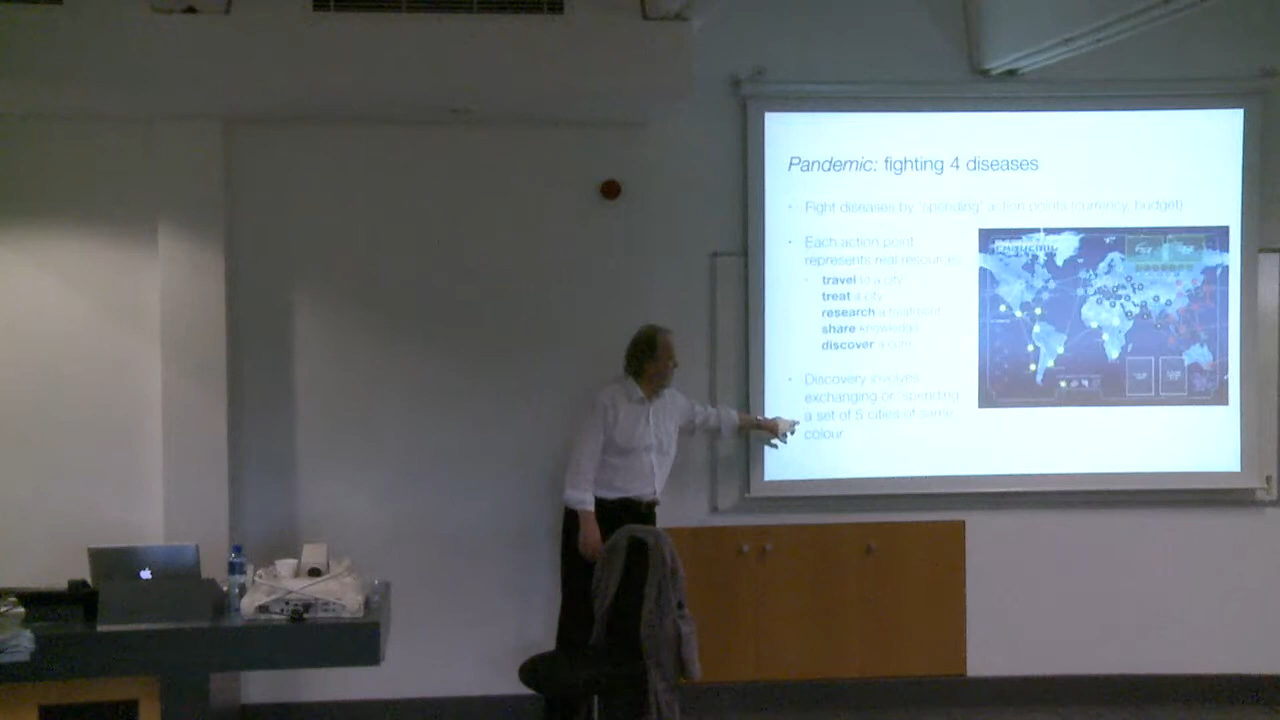 Pandemic: fighting 4 diseases
• Fight diseases by 'spending' action points (currency, budget)
• Each action point
represents real resources:
• travel to a city
treat a city
research a treatment
share knowledge
discover a cure
• Discovery involves
exchanging or 'spending'
a set of 5 cities of same
colour